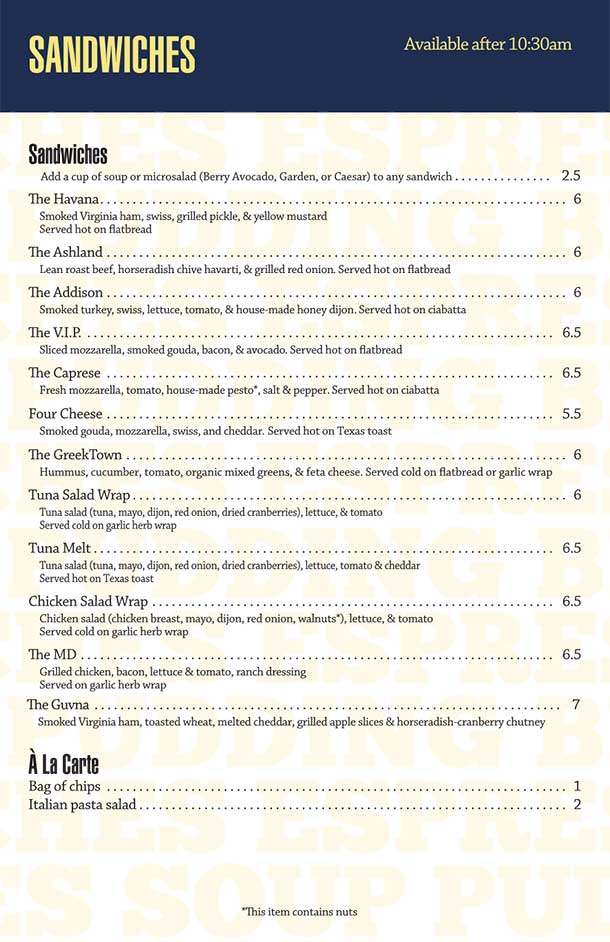 SANDWICHES
Available after 10:30am
Sandwiches
Add a cup of soup or microsalad (Berry Avocado, Garden, or Caesar) to any sandwich . . . . . . . . . . . . . . . 2.5
The Havana . . . . . . . . . . 6
Smoked Virginia ham, swiss, grilled pickle, & yellow mustard
Served hot on flatbread
The Ashland . . . . . . . . . . 6
Lean roast beef, horseradish chive havarti, & grilled red onion. Served hot on flatbread
The Addison . . . . . . . . . . 6
Smoked turkey, swiss, lettuce, tomato, & house-made honey dijon. Served hot on ciabatta
The V.I.P. . . . . . . . . . . 6.5
Sliced mozzarella, smoked gouda, bacon, & avocado. Served hot on flatbread
The Caprese . . . . . . . . . . 6.5
Fresh mozzarella, tomato, house-made pesto*, salt & pepper. Served hot on ciabatta
Four Cheese . . . . . . . . . . 5.5
Smoked gouda, mozzarella, swiss, and cheddar. Served hot on Texas toast
The GreekTown . . . . . . . . . . 6
Hummus, cucumber, tomato, organic mixed greens, & feta cheese. Served cold on flatbread or garlic wrap
Tuna Salad Wrap . . . . . . . . . . 6
Tuna salad (tuna, mayo, dijon, red onion, dried cranberries), lettuce, & tomato
Served cold on garlic herb wrap
Tuna Melt . . . . . . . . . . 6.5
Tuna salad (tuna, mayo, dijon, red onion, dried cranberries), lettuce, tomato & cheddar
Served hot on Texas toast
Chicken Salad Wrap . . . . . . . . . . 6.5
Chicken salad (chicken breast, mayo, dijon, red onion, walnuts*), lettuce, & tomato
Served cold on garlic herb wrap
The MD . . . . . . . . . . 6.5
Grilled chicken, bacon, lettuce & tomato, ranch dressing
Served on garlic herb wrap
The Guvna . . . . . . . . . . 7
Smoked Virginia ham, toasted wheat, melted cheddar, grilled apple slices & horseradish-cranberry chutney
À La Carte
Bag of chips . . . . . . . . . . 1
Italian pasta salad . . . . . . . . . . 2
*This item contains nuts